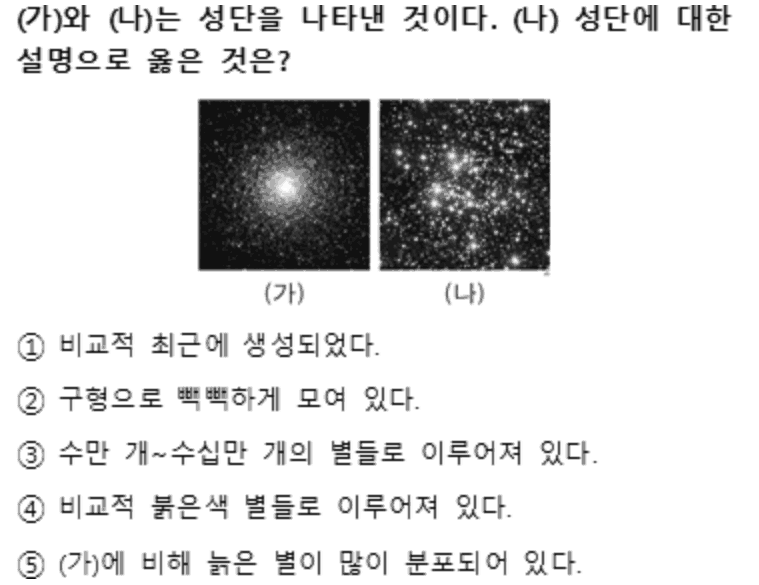 (가)와 (나)는 성단을 나타낸 것이다. (나) 성단에 대한
설명으로 옳은 것은?
(가) (나)
① 비교적 최근에 생성되었다.
② 구형으로 빽빽하게 모여 있다.
③ 수만 개~수십만 개의 별들로 이루어져 있다.
④ 비교적 붉은색 별들로 이루어져 있다.
⑤ (가)에 비해 늙은 별이 많이 분포되어 있다.